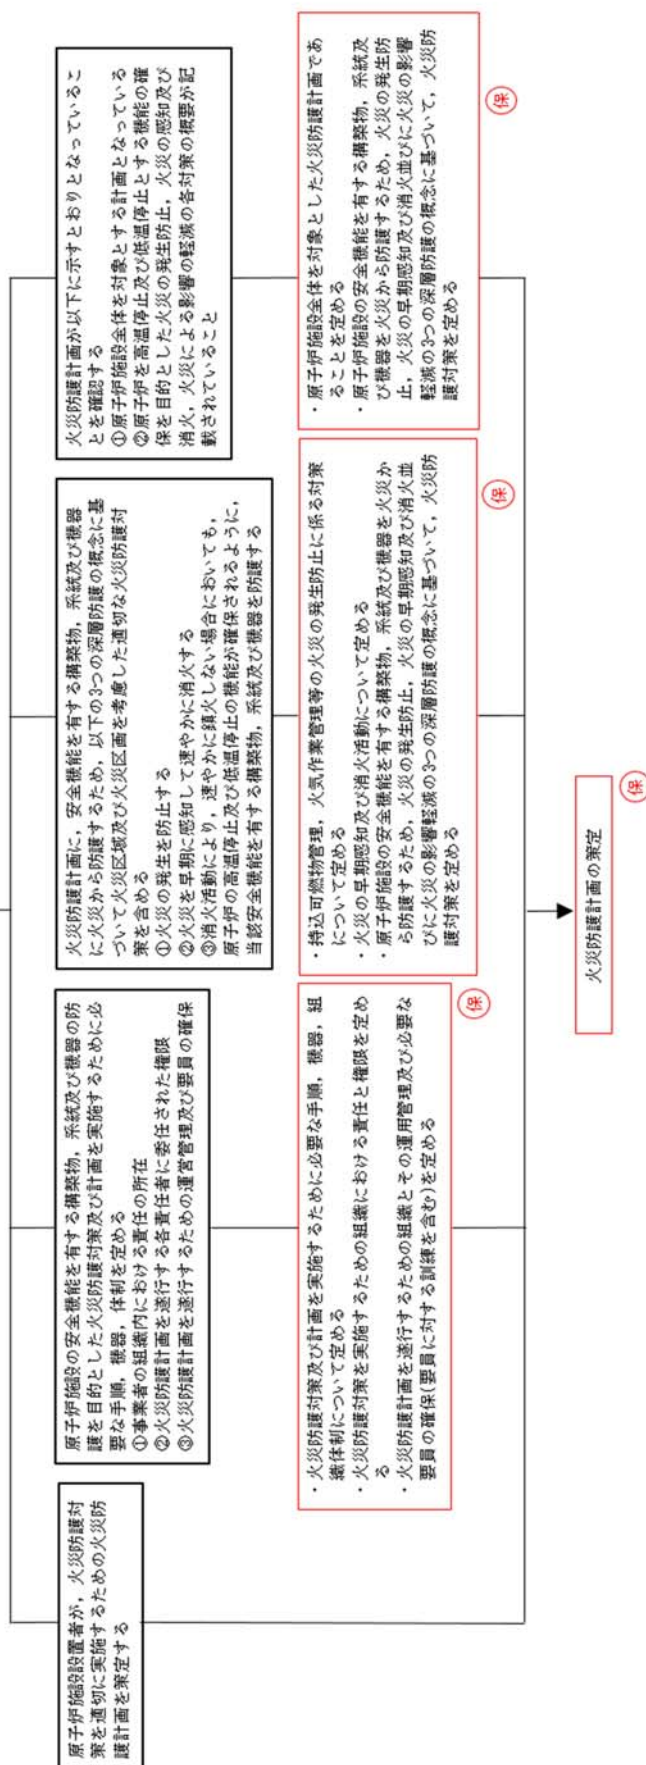 原子炉施設設置者が，火災防護対
策を適切に実施するための火災防
護計画を策定する
原子炉施設の安全機能を有する構築物，系統及び機器の防
護を目的とした火災防護対策及び計画を実施するために必
要な手順，機器，体制を定める
①事業者の組織内における責任の所在
②火災防護計画を遂行する各責任者に委任された権限
③火災防護計画を遂行するための運営管理及び要員の確保
火災防護計画に，安全機能を有する構築物，系統及び機器
に火災から防護するため，以下の3つの深層防護の概念に基
づいて火災区域及び火災区画を考慮した適切な火災防護対
策を含める
①火災の発生を防止する
②火災を早期に感知して速やかに消火する
③消火活動により，速やかに鎮火しない場合においても，
原子炉の高温停止及び低温停止の機能が確保されるように，
当該安全機能を有する構築物，系統及び機器を防護する
火災防護計画が以下に示すとおりとなっているこ
とを確認する
①原子炉施設全体を対象とする計画となっている
②原子炉を高温停止及び低温停止とする機能の確
保を目的とした火災の発生防止，火災の感知及び
消火，火災による影響の軽減の各対策の概要が記
載されていること
・火災防護対策及び計画を実施するために必要な手順，機器，組
織体制について定める
・火災防護対策を実施するための組織における責任と権限を定め
る
・火災防護計画を遂行するための組織とその運用管理及び必要な
要員の確保(要員に対する訓練を含む)を定める
保
・持込可燃物管理，火気作業管理等の火災の発生防止に係る対策
について定める
・火災の早期感知及び消火活動について定める
・原子炉施設の安全機能を有する構築物，系統及び機器を火災か
ら防護するため，火災の発生防止，火災の早期感知及び消火並
びに火災の影響軽減の3つの深層防護の概念に基づいて，火災防
護対策を定める
保
・原子炉施設全体を対象とした火災防護計画であ
ることを定める
・原子炉施設の安全機能を有する構築物，系統及
び機器を火災から防護するため，火災の発生防
止，火災の早期感知及び消火並びに火災の影響
軽減の3つの深層防護の概念に基づいて，火災防
護対策を定める
保
火災防護計画の策定
保